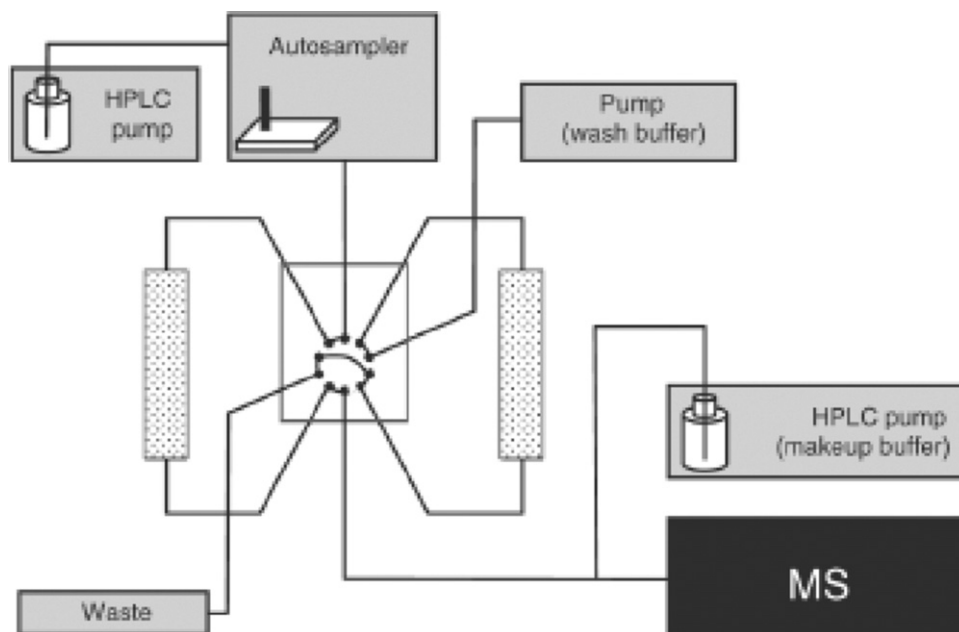 Autosampler
HPLC
pump
Pump
(wash buffer)
HPLC pump
(makeup buffer)
MS
Waste